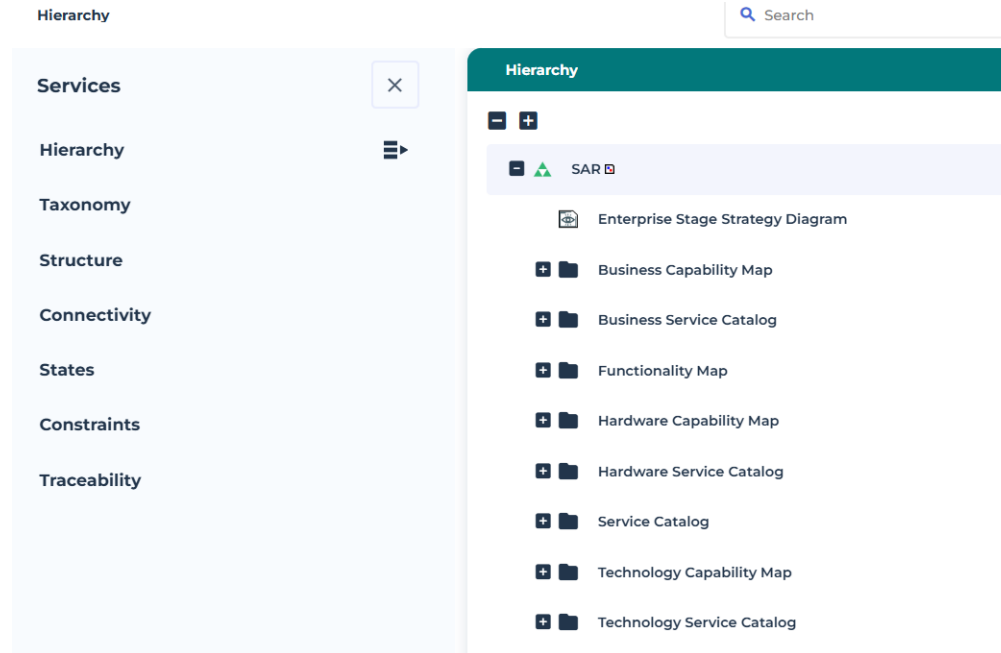 Hierarchy
Search
Services
Hierarchy
Taxonomy
Structure
Connectivity
States
Constraints
Traceability
Hierarchy
SAR
Enterprise Stage Strategy Diagram
Business Capability Map
Business Service Catalog
Functionality Map
Hardware Capability Map
Hardware Service Catalog
Service Catalog
Technology Capability Map
Technology Service Catalog